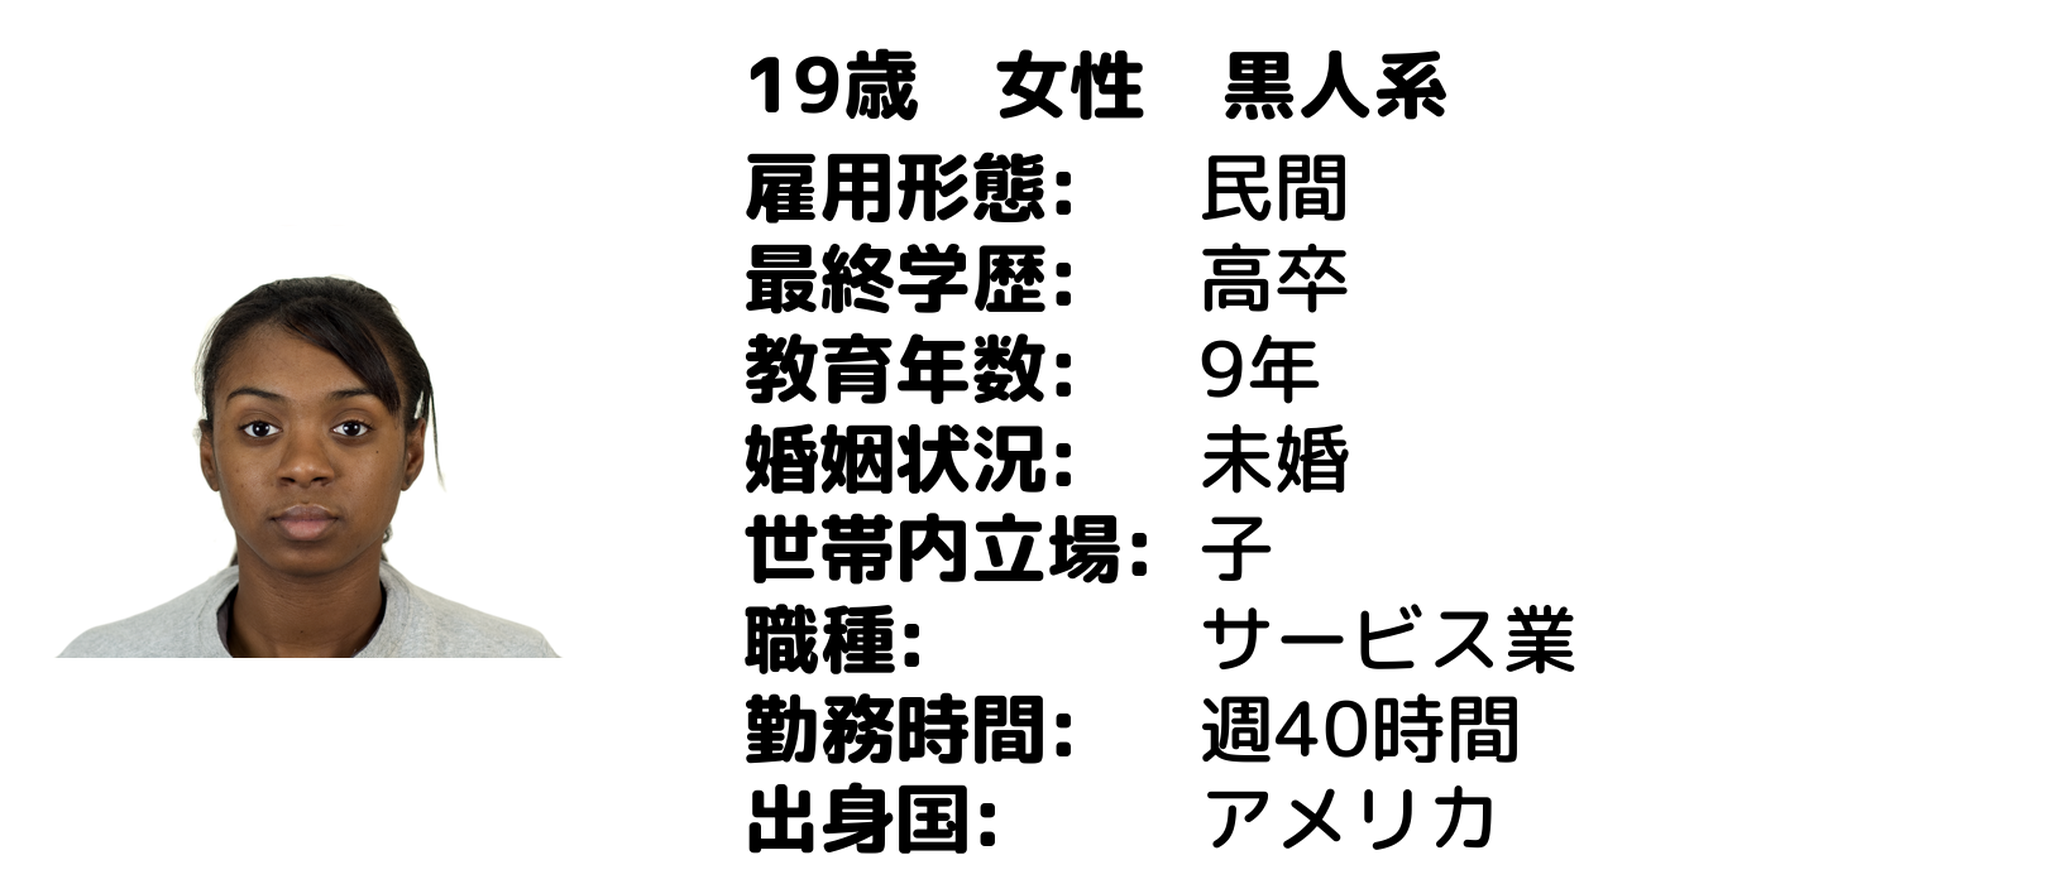 19歳　女性　黒人系
雇用形態: 民間
最終学歴: 高卒
教育年数: 9年
婚姻状況: 未婚
世帯内立場: 子
職種: サービス業
勤務時間: 週40時間
出身国: アメリカ